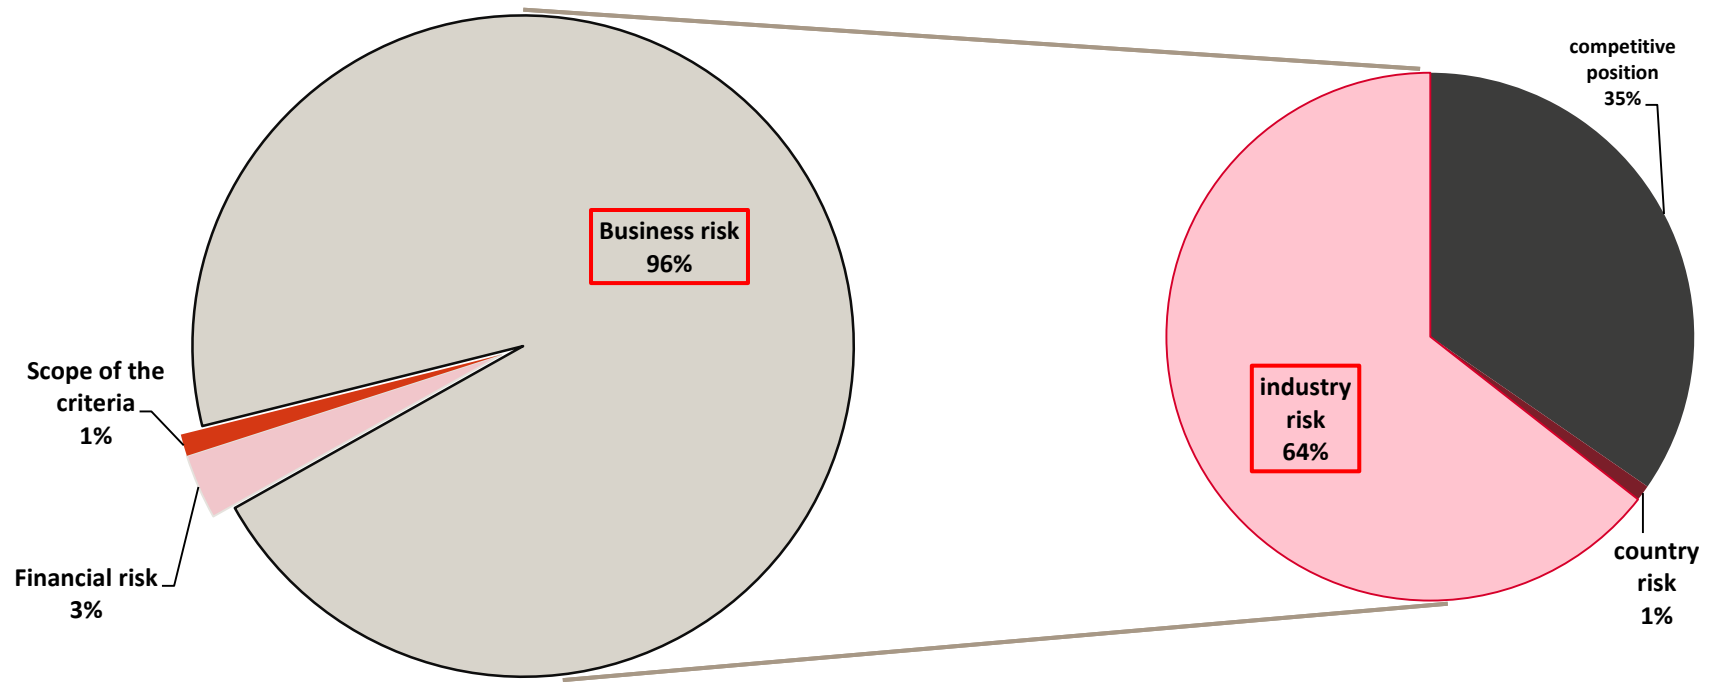 Business risk
96%
Scope of the
criteria
1%
Financial risk
3%
competitive
position
35%
industry
risk
64%
country
risk
1%